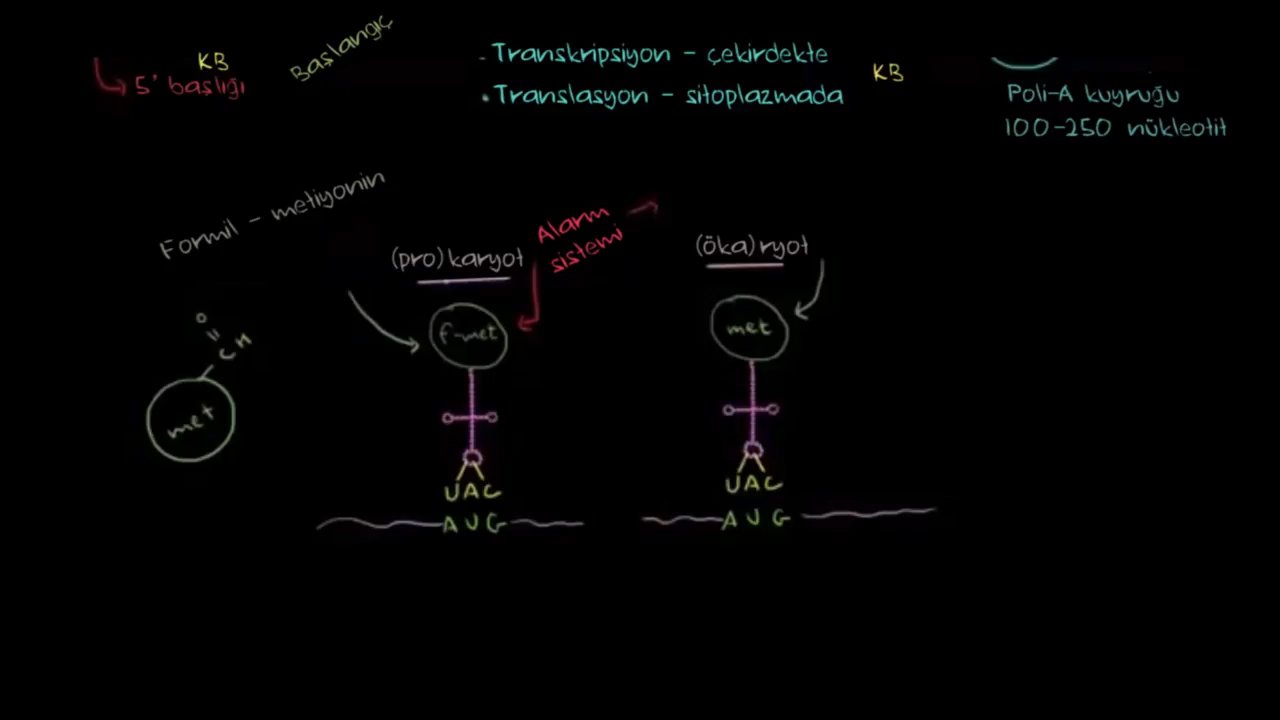 KB
5' başlığı
Başlangıç
- Transkripsiyon - çekirdekte
• Translasyon - sitoplazmada
KB
Poli-A kuyruğu
100-250 nükleotit
Formil - metiyonin
(pro)karyot
Alarm
sistemi
(öka)ryot
O
C H
met
f-met
met
UAC
AUG
UAC
AUG